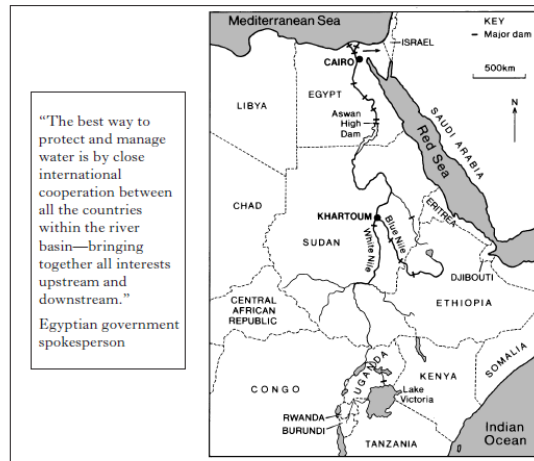 “The best way to
protect and manage
water is by close
international
cooperation between
all the countries
within the river
basin—bringing
together all interests
upstream and
downstream.”
Egyptian government
spokesperson
Mediterranean Sea
KEY
Major dam
ISRAEL
CAIRO
500km
EGYPT
LIBYA
N
Aswan
High
Dam
SAUDI ARABIA
Red Sea
CHAD
ERITREA
KHARTOUM
SUDAN
White Nile
Blue Nile
DJIBOUTI
CENTRAL
AFRICAN
REPUBLIC
ETHIOPIA
SOMALIA
UGANDA
KENYA
CONGO
Lake
Victoria
RWANDA
BURUNDI
Indian
Ocean
TANZANIA